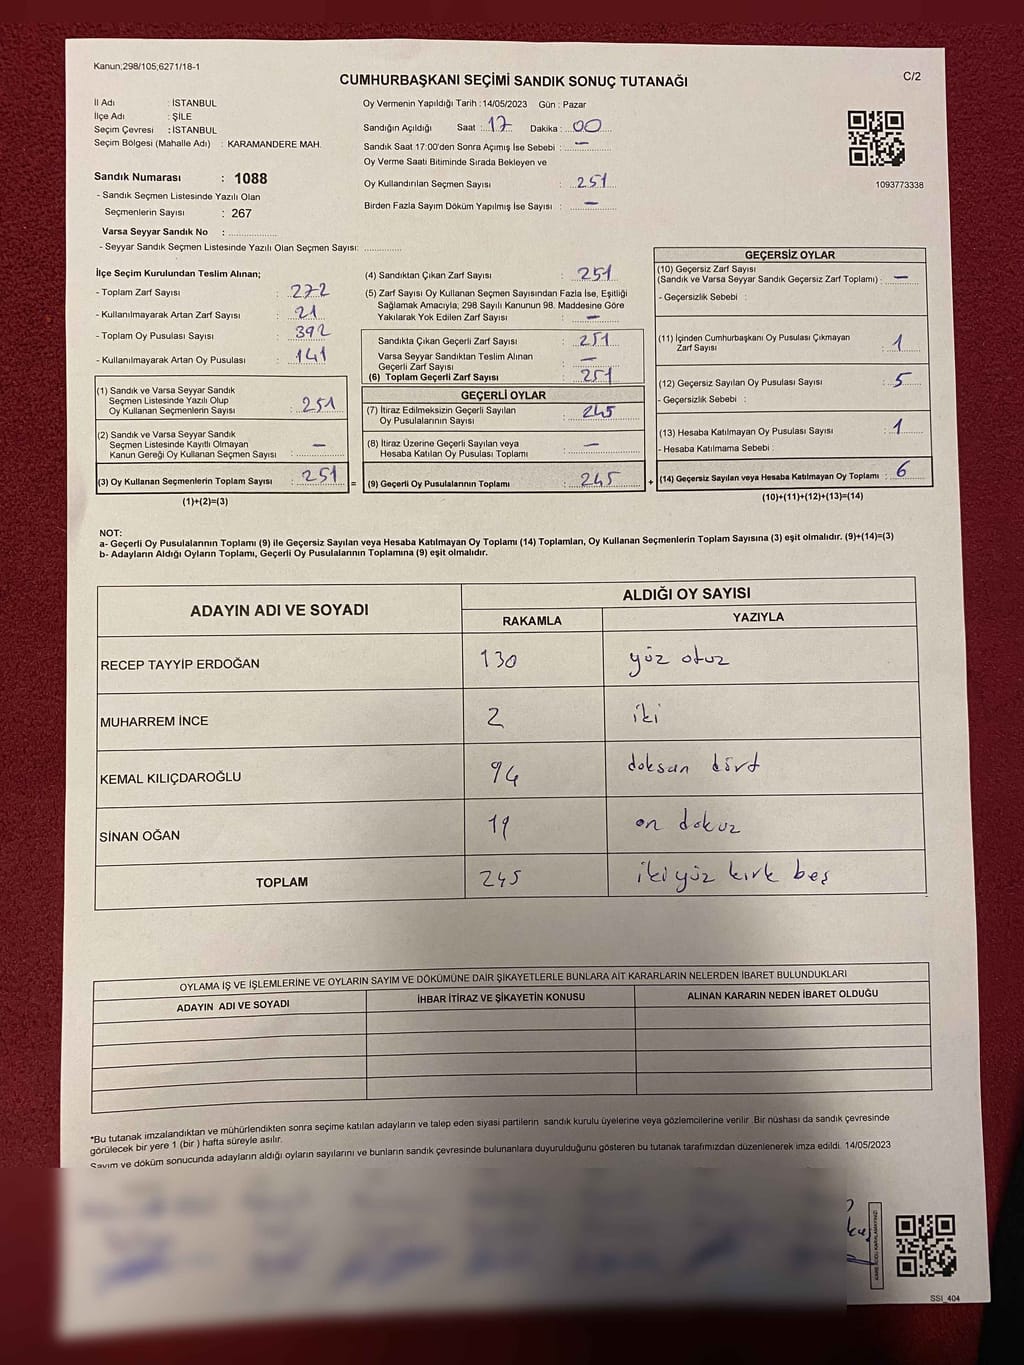 Kanun;298/105,6271/18-1
C/2
CUMHURBAŞKANI SEÇİMİ SANDIK SONUÇ TUTANAĞI
İl Adı : İSTANBUL
İlçe Adı : ŞİLE
Seçim Çevresi : İSTANBUL
Seçim Bölgesi (Mahalle Adı) : KARAMANDERE MAH.
Sandık Numarası : 1088
- Sandık Seçmen Listesinde Yazılı Olan
Seçmenlerin Sayısı : 267
Varsa Seyyar Sandık No :
- Seyyar Sandık Seçmen Listesinde Yazılı Olan Seçmen Sayısı:
Oy Vermenin Yapıldığı Tarih : 14/05/2023 Gün : Pazar
Sandığın Açıldığı Saat : 17 Dakika : 00
Sandık Saat 17:00'den Sonra Açımış İse Sebebi : —
Oy Verme Saati Bitiminde Sırada Bekleyen ve
Oy Kullandırılan Seçmen Sayısı : 251
Birden Fazla Sayım Döküm Yapılmış İse Sayısı : —
1093773338
İlçe Seçim Kurulundan Teslim Alınan;
- Toplam Zarf Sayısı : 272
- Kullanılmayarak Artan Zarf Sayısı : 21
- Toplam Oy Pusulası Sayısı : 392
- Kullanılmayarak Artan Oy Pusulası : 141
(1) Sandık ve Varsa Seyyar Sandık
Seçmen Listesinde Yazılı Olup
Oy Kullanan Seçmenlerin Sayısı : 251
(2) Sandık ve Varsa Seyyar Sandık
Seçmen Listesinde Kayıtlı Olmayan
Kanun Gereği Oy Kullanan Seçmen Sayısı : —
(3) Oy Kullanan Seçmenlerin Toplam Sayısı : 251
(1)+(2)=(3)
(4) Sandıktan Çıkan Zarf Sayısı : 251
(5) Zarf Sayısı Oy Kullanan Seçmen Sayısından Fazla İse, Eşitliği
Sağlamak Amacıyla; 298 Sayılı Kanunun 98. Maddesine Göre
Yakılarak Yok Edilen Zarf Sayısı : —
Sandıkta Çıkan Geçerli Zarf Sayısı : 251
Varsa Seyyar Sandıktan Teslim Alınan
Geçerli Zarf Sayısı : —
(6) Toplam Geçerli Zarf Sayısı : 251
GEÇERLİ OYLAR
(7) İtiraz Edilmeksizin Geçerli Sayılan
Oy Pusulalarının Sayısı : 245
(8) İtiraz Üzerine Geçerli Sayılan veya
Hesaba Katılan Oy Pusulası Toplamı : —
= (9) Geçerli Oy Pusulalarının Toplamı : 245 +
GEÇERSİZ OYLAR
(10) Geçersiz Zarf Sayısı
(Sandık ve Varsa Seyyar Sandık Geçersiz Zarf Toplamı) : —
- Geçersizlik Sebebi :
(11) İçinden Cumhurbaşkanı Oy Pusulası Çıkmayan
Zarf Sayısı : 1
(12) Geçersiz Sayılan Oy Pusulası Sayısı : 5
- Geçersizlik Sebebi :
(13) Hesaba Katılmayan Oy Pusulası Sayısı : 1
- Hesaba Katılmama Sebebi :
(14) Geçersiz Sayılan veya Hesaba Katılmayan Oy Toplamı : 6
(10)+(11)+(12)+(13)=(14)
NOT:
a- Geçerli Oy Pusulalarının Toplamı (9) ile Geçersiz Sayılan veya Hesaba Katılmayan Oy Toplamı (14) Toplamları, Oy Kullanan Seçmenlerin Toplam Sayısına (3) eşit olmalıdır. (9)+(14)=(3)
b- Adayların Aldığı Oyların Toplamı, Geçerli Oy Pusulalarının Toplamına (9) eşit olmalıdır.
ADAYIN ADI VE SOYADI
ALDIĞI OY SAYISI
RAKAMLA YAZIYLA
RECEP TAYYİP ERDOĞAN 130 yüz otuz
MUHARREM İNCE 2 iki
KEMAL KILIÇDAROĞLU 94 doksan dört
SİNAN OĞAN 19 on dokuz
TOPLAM 245 ikiyüz kırk beş
OYLAMA İŞ VE İŞLEMLERİNE VE OYLARIN SAYIM VE DÖKÜMÜNE DAİR ŞİKAYETLERLE BUNLARA AİT KARARLARIN NELERDEN İBARET BULUNDUKLARI
ADAYIN ADI VE SOYADI İHBAR İTİRAZ VE ŞİKAYETİN KONUSU ALINAN KARARIN NEDEN İBARET OLDUĞU
*Bu tutanak imzalandıktan ve mühürlendikten sonra seçime katılan adayların ve talep eden siyasi partilerin sandık kurulu üyelerine veya gözlemcilerine verilir. Bir nüshası da sandık çevresinde
görülecek bir yere 1 (bir ) hafta süreyle asılır.
Sayım ve döküm sonucunda adayların aldığı oyların sayılarını ve bunların sandık çevresinde bulunanlara duyurulduğunu gösteren bu tutanak tarafımızdan düzenlenerek imza edildi. 14/05/2023
KARE KODU KARALAMAYINIZ
SSI_404